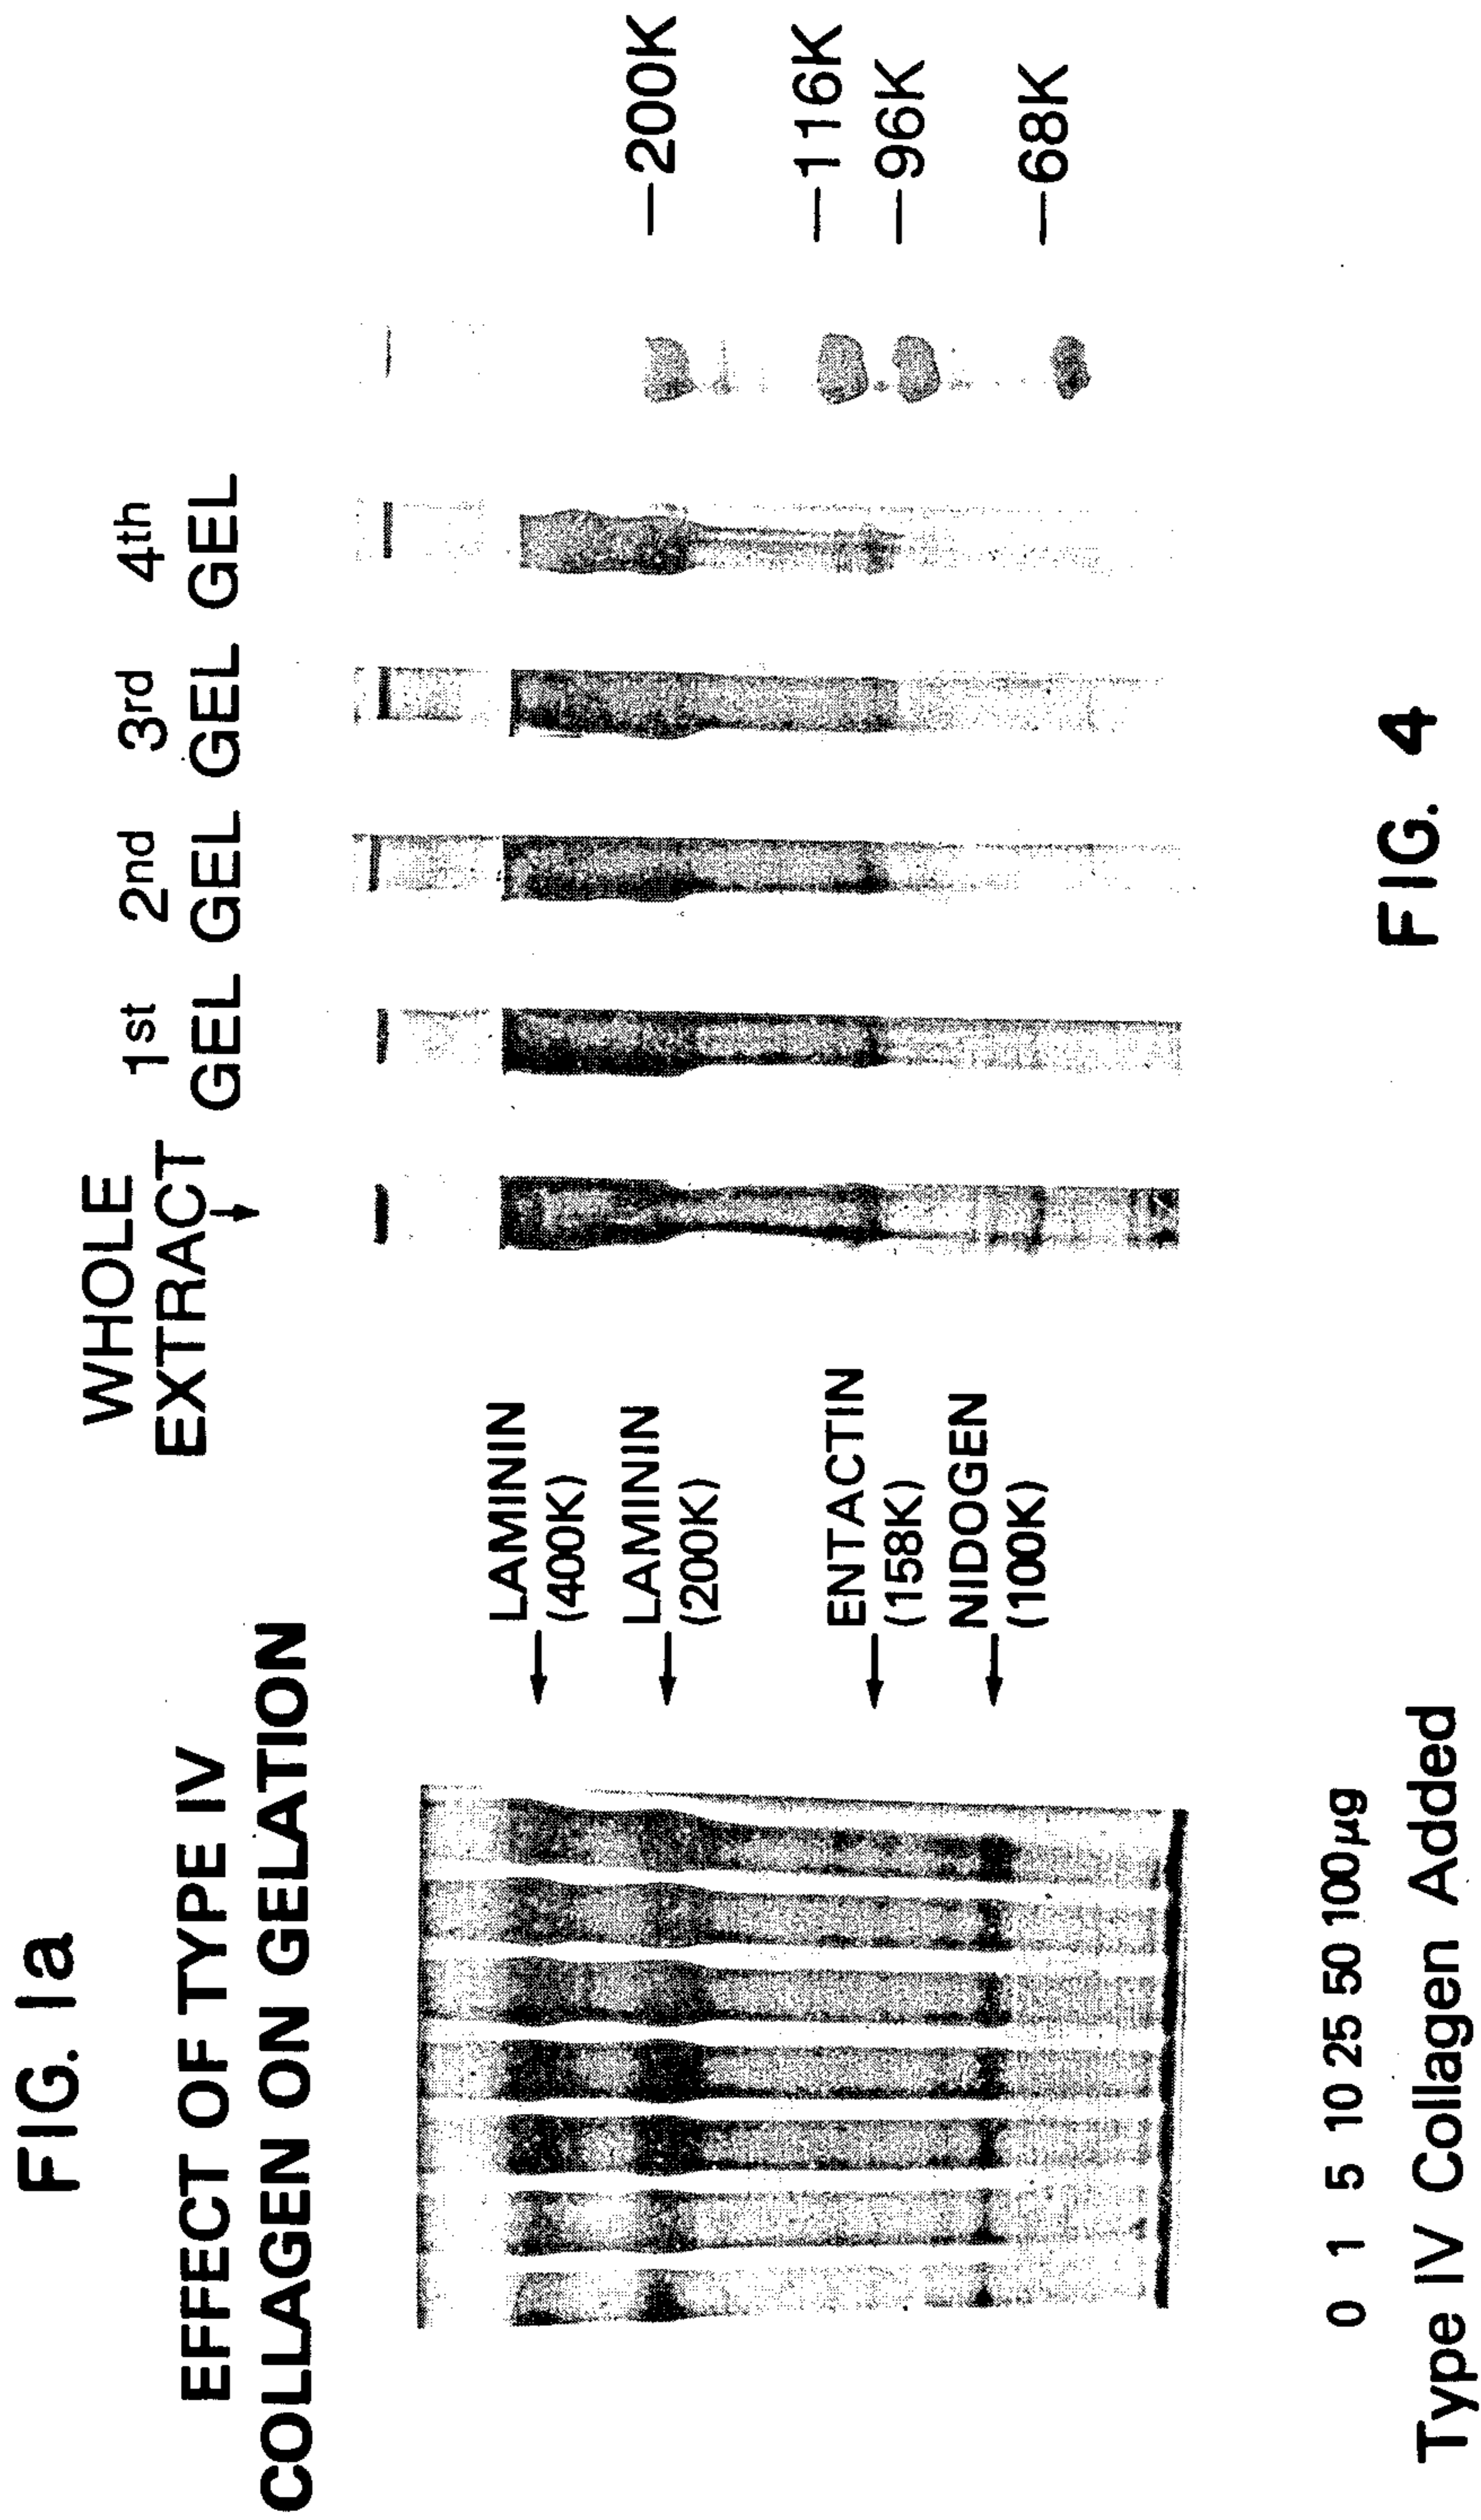 FIG. 1a
EFFECT OF TYPE IV
COLLAGEN ON GELATION
LAMININ
(400K)
LAMININ
(200K)
ENTACTIN
(158K)
NIDOGEN
(100K)
0 1 5 10 25 50 100µg
Type IV Collagen Added
WHOLE
EXTRACT
1st 2nd 3rd 4th
GEL GEL GEL GEL
200K
116K
96K
68K
FIG. 4